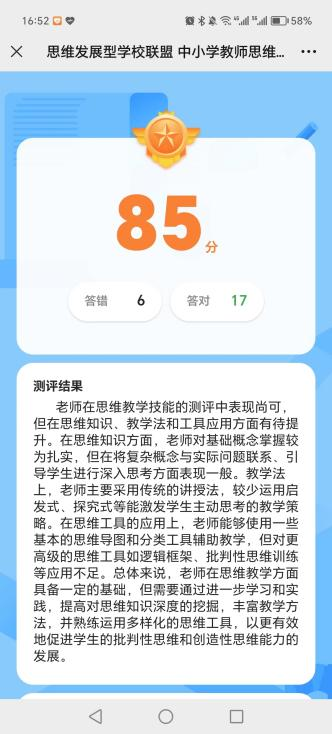 16:52
58%
思维发展型学校联盟 中小学教师思维...
85分
答错 6 答对 17
测评结果
老师在思维教学技能的测评中表现尚可，
但在思维知识、教学法和工具应用方面有待提
升。在思维知识方面，老师对基础概念掌握较
为扎实，但在将复杂概念与实际问题联系、引
导学生进行深入思考方面表现一般。教学法
上，老师主要采用传统的讲授法，较少运用启
发式、探究式等能激发学生主动思考的教学策
略。在思维工具的应用上，老师能够使用一些
基本的思维导图和分类工具辅助教学，但对更
高级的思维工具如逻辑框架、批判性思维训练
等应用不足。总体来说，老师在思维教学方面
具备一定的基础，但需要通过进一步学习和实
践，提高对思维知识深度的挖掘，丰富教学方
法，并熟练运用多样化的思维工具，以更有效
地促进学生的批判性思维和创造性思维能力的
发展。